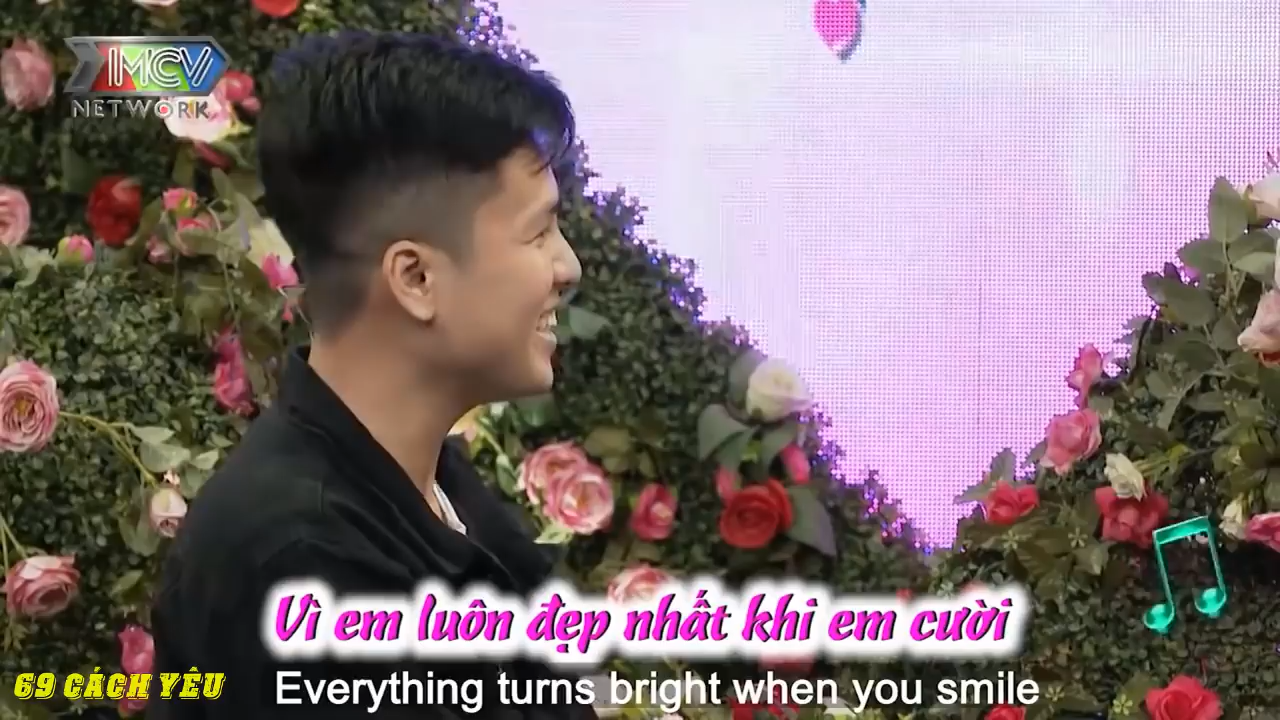 MCV
NETWORK
Vì em luôn đẹp nhất khi em cười
Everything turns bright when you smile
69 CÁCH YÊU